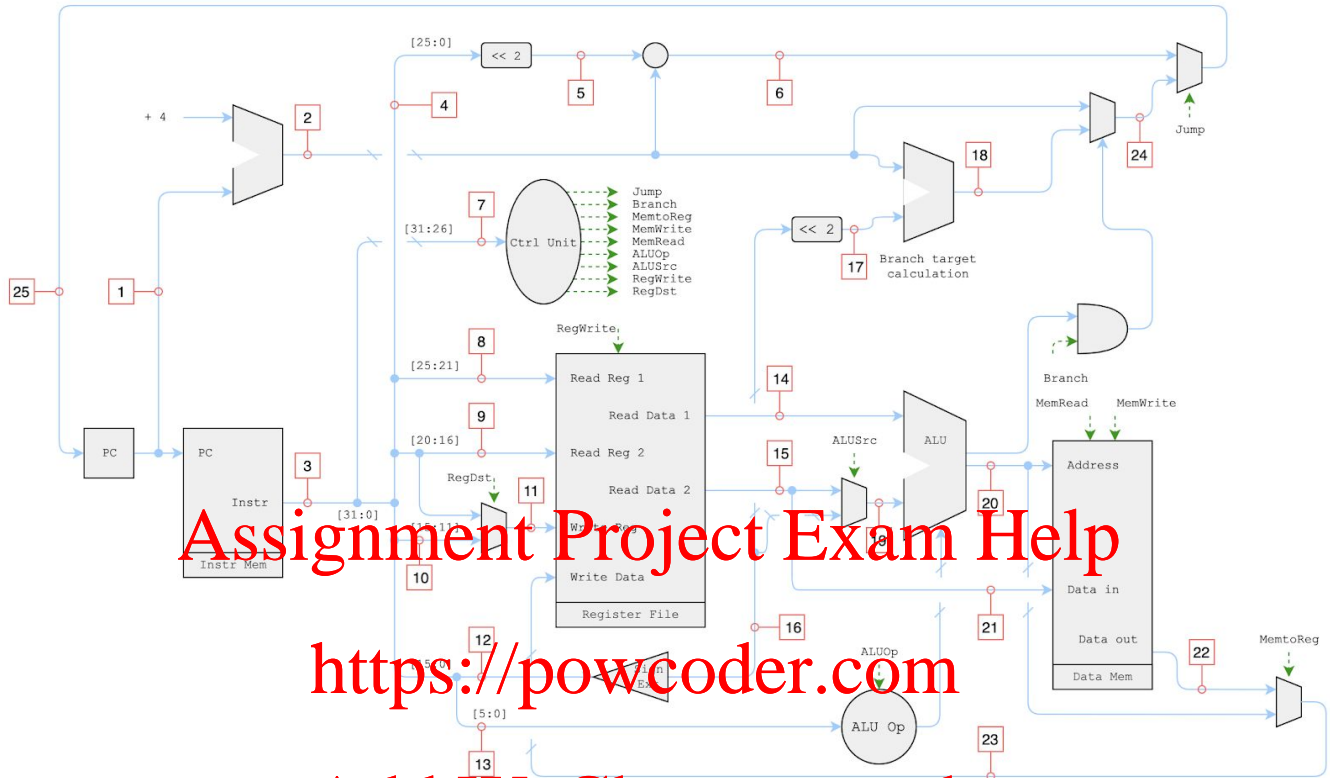 [25:0]
<< 2
5
6
4
+ 4
2
Jump
24
18
7
[31:26]
Ctrl Unit
Jump
Branch
MemtoReg
MemWrite
MemRead
ALUOp
ALUSrc
RegWrite
RegDst
<< 2
17
Branch target
calculation
25
1
RegWrite
8
[25:21]
Read Reg 1
14
Branch
MemRead
MemWrite
9
[20:16]
Read Data 1
ALUSrc
ALU
PC
PC
Read Reg 2
Address
3
RegDst
11
15
Instr
[31:0]
Read Data 2
20
[15:11]
Write Reg
19
Assignment Project Exam Help
Instr Mem
10
Write Data
Data in
Register File
12
16
21
Data out
MemtoReg
[15:0]
Sign
Ex
ALUOp
22
https://powcoder.com
Data Mem
[5:0]
ALU Op
13
23